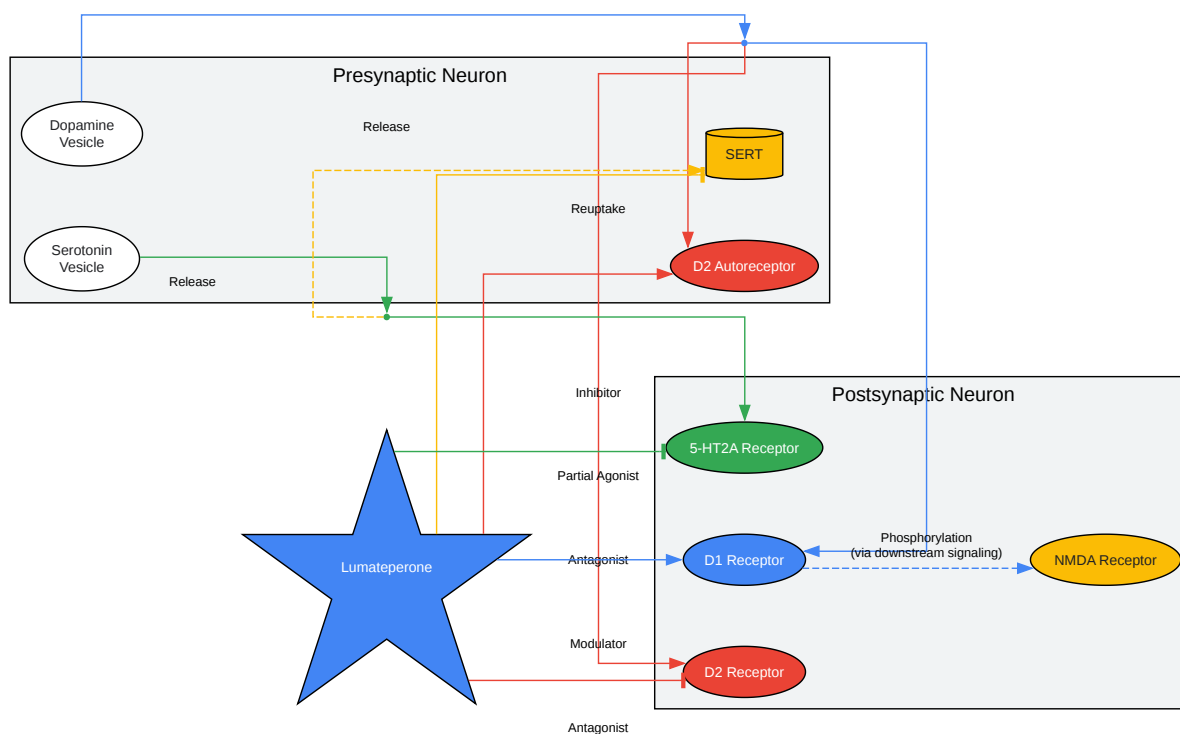 Presynaptic Neuron
Dopamine
Vesicle
Release
SERT
Reuptake
Serotonin
Vesicle
Release
D2 Autoreceptor
Inhibitor
Postsynaptic Neuron
5-HT2A Receptor
Partial Agonist
Lumateperone
Antagonist
D1 Receptor
Phosphorylation
(via downstream signaling)
NMDA Receptor
Modulator
D2 Receptor
Antagonist